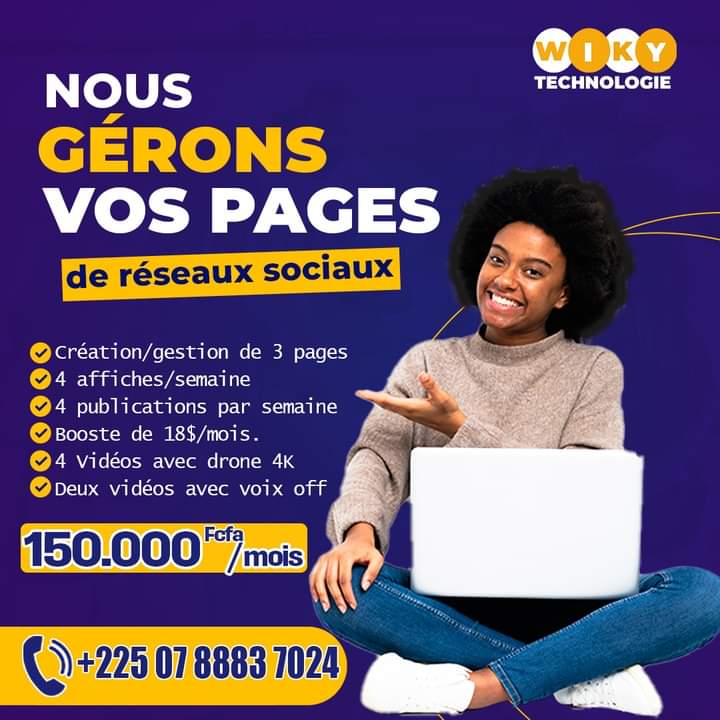 WIKY
TECHNOLOGIE
NOUS
GÉRONS
VOS PAGES
de réseaux sociaux
Création/gestion de 3 pages
4 affiches/semaine
4 publications par semaine
Booste de 18$/mois.
4 Vidéos avec drone 4K
Deux vidéos avec voix off
150.000 Fcfa/mois
+225 07 8883 7024